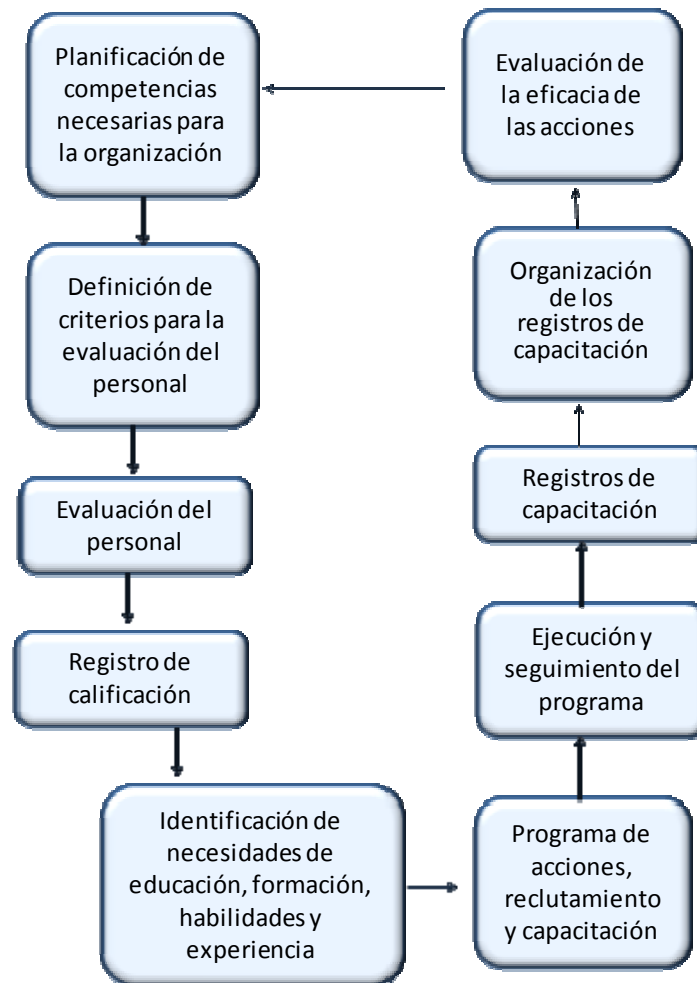 Planificación de
competencias
necesarias para
la organización
Definición de
criterios para la
evaluación del
personal
Evaluación del
personal
Registro de
calificación
Identificación de
necesidades de
educación, formación,
habilidades y
experiencia
Programa de
acciones,
reclutamiento
y capacitación
Ejecución y
seguimiento del
programa
Registros de
capacitación
Organización
de los
registros de
capacitación
Evaluación de
la eficacia de
las acciones